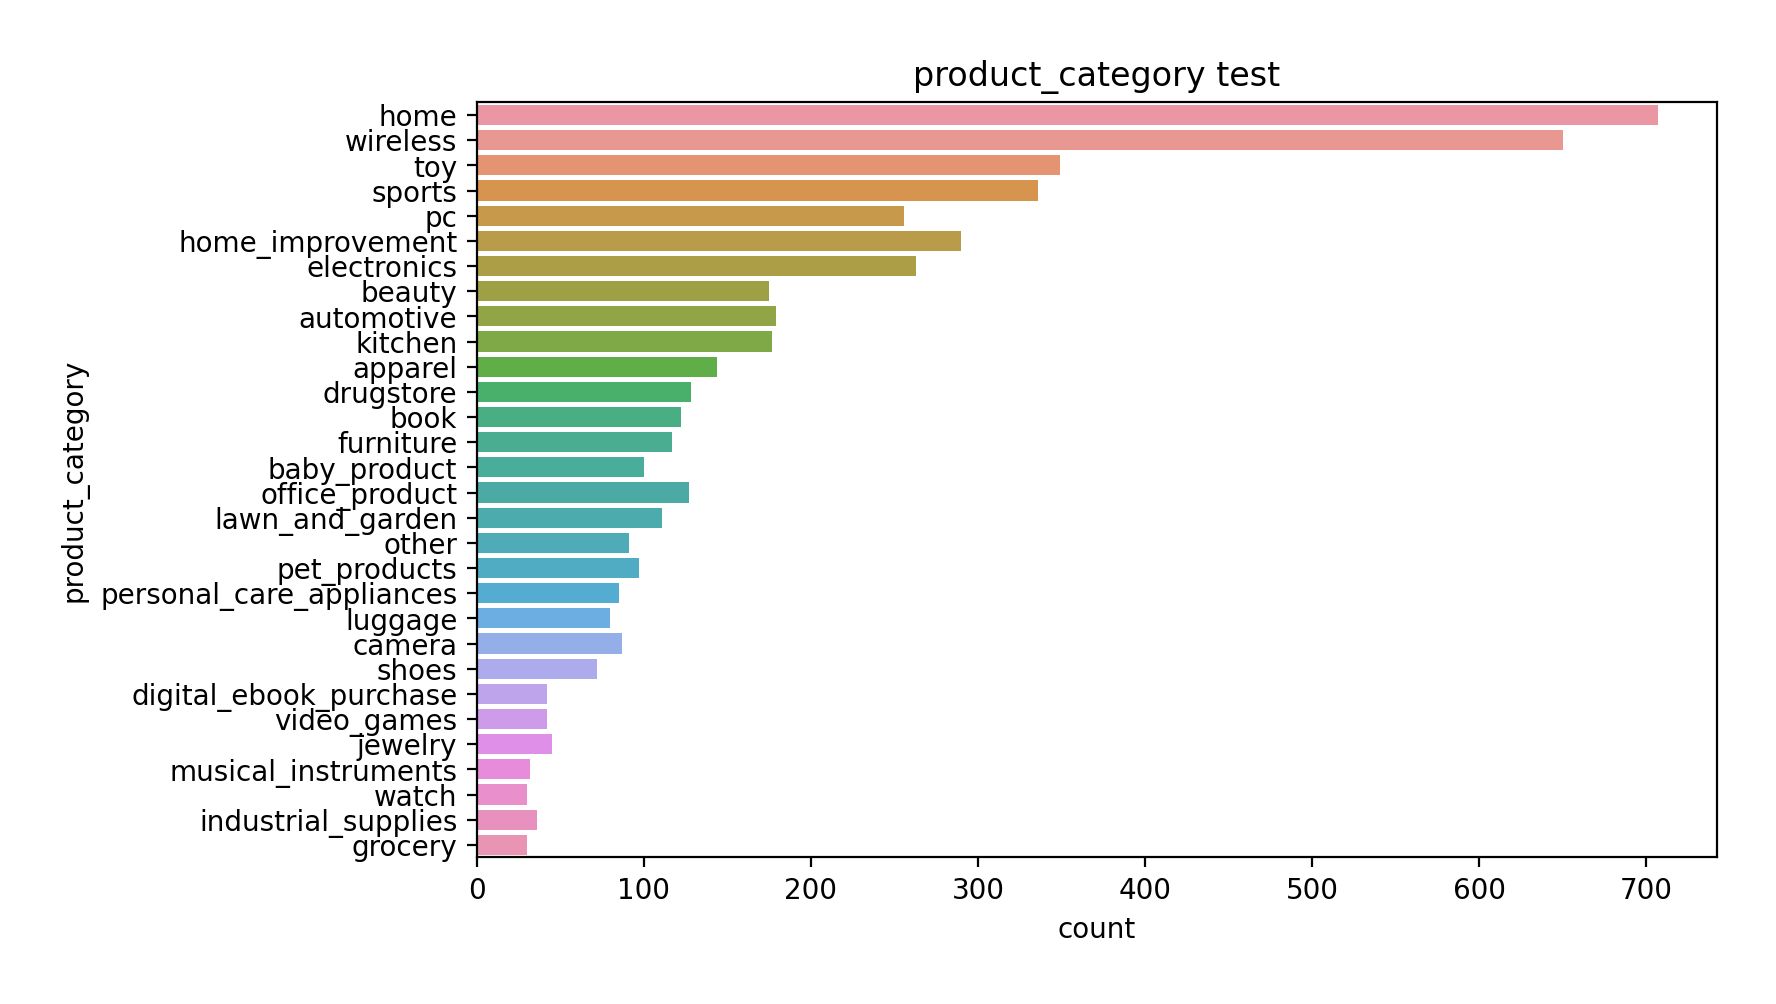 product_category test
home
wireless
toy
sports
pc
home_improvement
electronics
beauty
automotive
kitchen
apparel
drugstore
book
furniture
baby_product
office_product
lawn_and_garden
other
pet_products
personal_care_appliances
luggage
camera
shoes
digital_ebook_purchase
video_games
jewelry
musical_instruments
watch
industrial_supplies
grocery
product_category
0 100 200 300 400 500 600 700
count